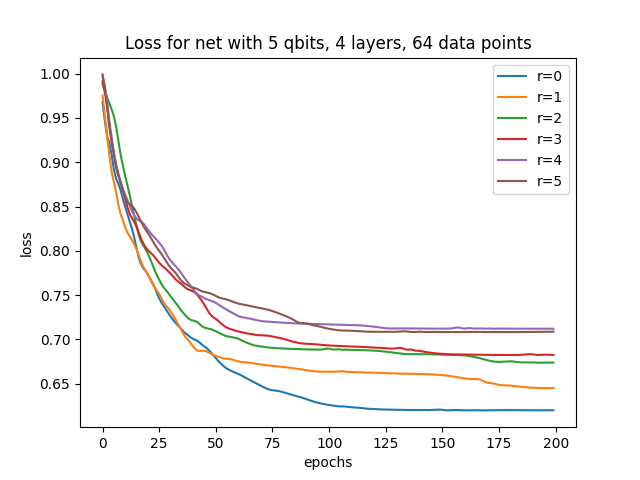 Loss for net with 5 qbits, 4 layers, 64 data points
1.00
0.95
0.90
0.85
0.80
0.75
0.70
0.65
loss
r=0
r=1
r=2
r=3
r=4
r=5
0 25 50 75 100 125 150 175 200
epochs